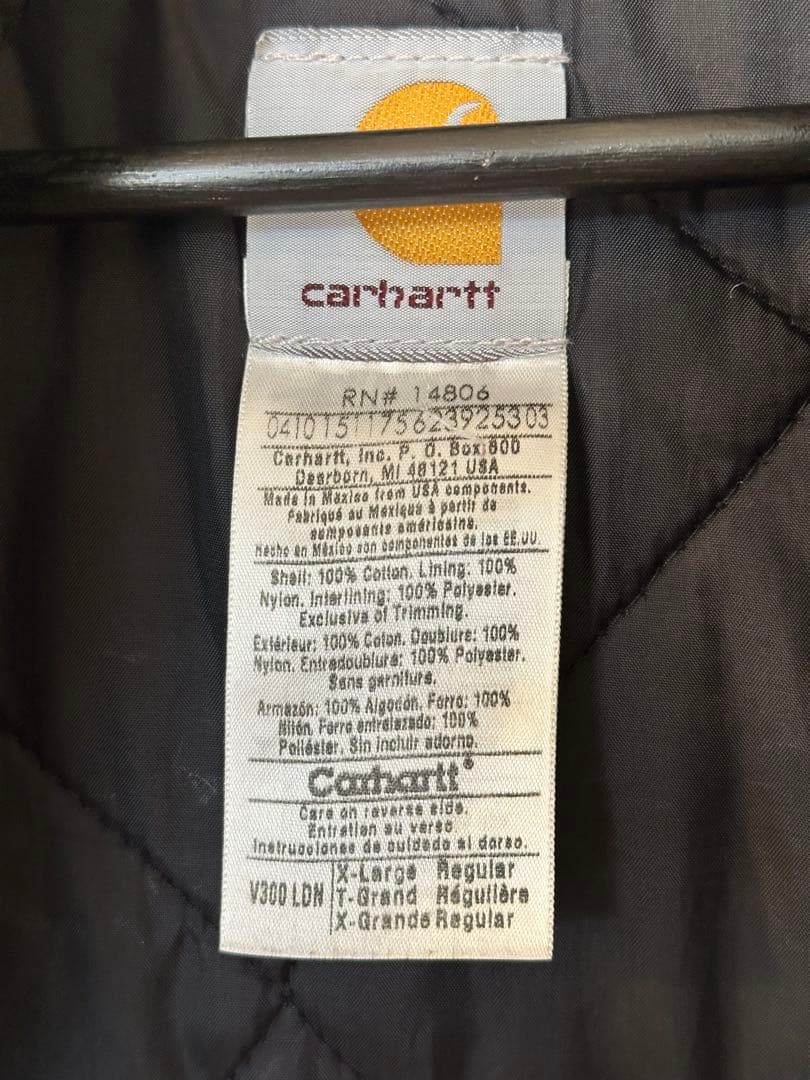 carhartt
RN# 14806
0410151175623925303
Carhartt, Inc. P. O. Box 600
Dearborn, MI 48121 USA
Made in Mexico from USA components.
Fabriqué au Mexique à partir de
composants américains.
Hecho en México con componentes de los EE.UU.
Shell: 100% Cotton. Lining: 100%
Nylon. Interlining: 100% Polyester.
Exclusive of Trimming.
Extérieur: 100% Coton. Doublure: 100%
Nylon. Entredoublure: 100% Polyester.
Sans garniture.
Armazón: 100% Algodón. Forro: 100%
Nilón. Forro entrelazado: 100%
Poliéster. Sin incluir adorno.
Carhartt®
Care on reverse side.
Entretien au verso
Instrucciones de cuidado al dorso.
V300 LDN X-Large Regular
T-Grand Régulière
X-Grande Regular